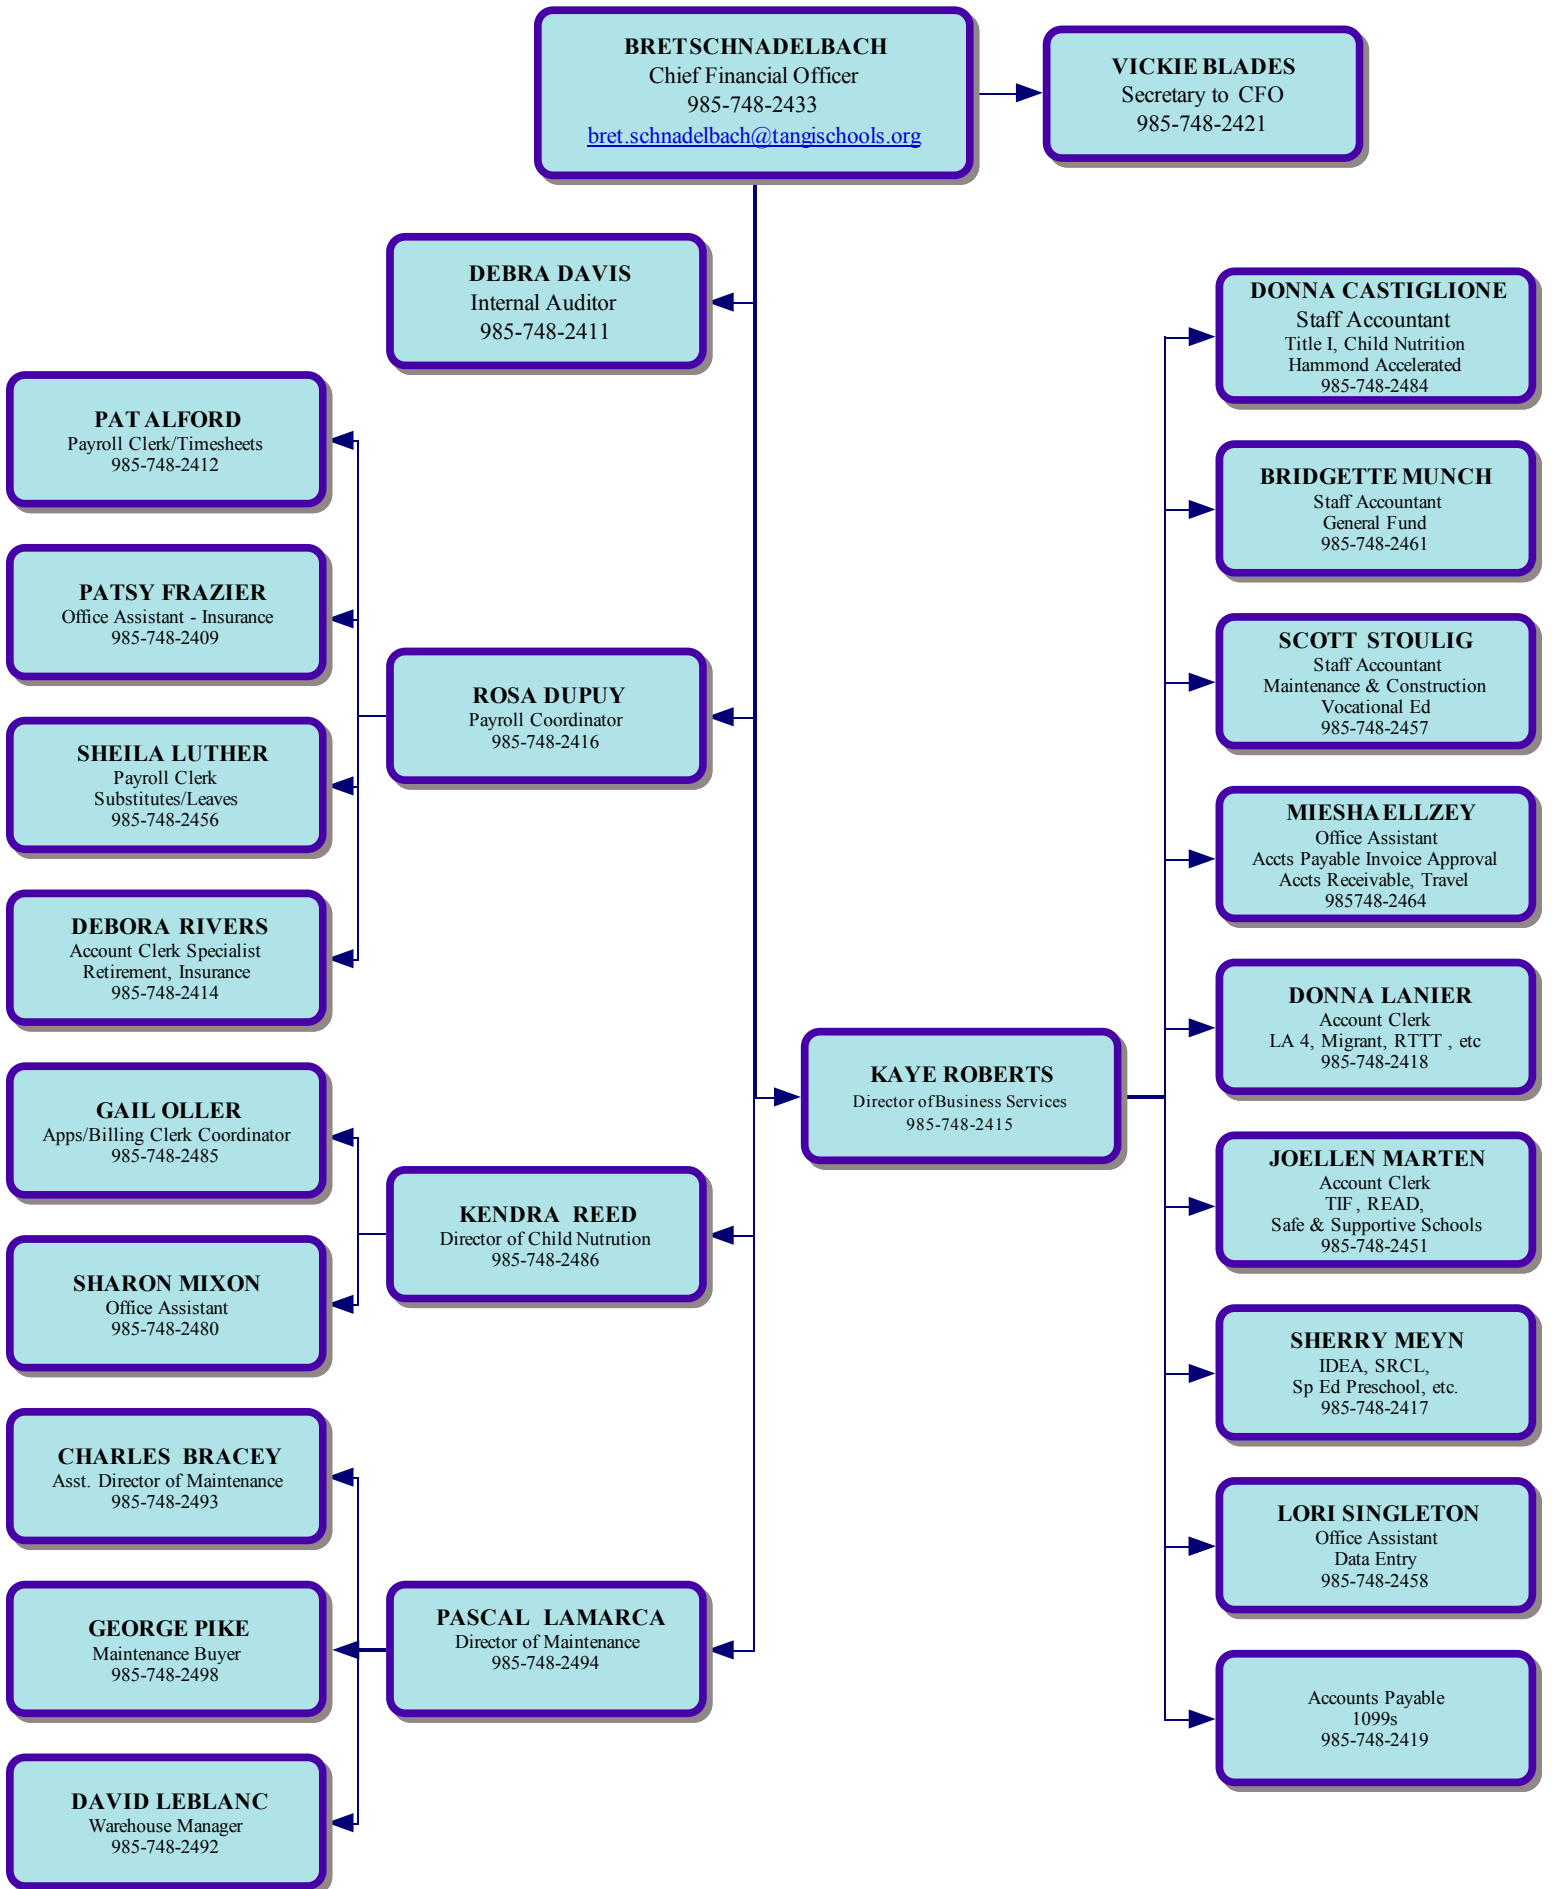 BRET SCHNADELBACH
Chief Financial Officer
985-748-2433
bret.schnadelbach@tangischools.org
VICKIE BLADES
Secretary to CFO
985-748-2421
DEBRA DAVIS
Internal Auditor
985-748-2411
PAT ALFORD
Payroll Clerk/Timesheets
985-748-2412
PATSY FRAZIER
Office Assistant - Insurance
985-748-2409
SHEILA LUTHER
Payroll Clerk
Substitutes/Leaves
985-748-2456
DEBORA RIVERS
Account Clerk Specialist
Retirement, Insurance
985-748-2414
ROSA DUPUY
Payroll Coordinator
985-748-2416
GAIL OLLER
Apps/Billing Clerk Coordinator
985-748-2485
SHARON MIXON
Office Assistant
985-748-2480
KENDRA REED
Director of Child Nutrution
985-748-2486
CHARLES BRACEY
Asst. Director of Maintenance
985-748-2493
GEORGE PIKE
Maintenance Buyer
985-748-2498
DAVID LEBLANC
Warehouse Manager
985-748-2492
PASCAL LAMARCA
Director of Maintenance
985-748-2494
KAYE ROBERTS
Director of Business Services
985-748-2415
DONNA CASTIGLIONE
Staff Accountant
Title I, Child Nutrition
Hammond Accelerated
985-748-2484
BRIDGETTE MUNCH
Staff Accountant
General Fund
985-748-2461
SCOTT STOULIG
Staff Accountant
Maintenance & Construction
Vocational Ed
985-748-2457
MIESHA ELLZEY
Office Assistant
Accts Payable Invoice Approval
Accts Receivable, Travel
985748-2464
DONNA LANIER
Account Clerk
LA 4, Migrant, RTTT , etc
985-748-2418
JOELLEN MARTEN
Account Clerk
TIF , READ,
Safe & Supportive Schools
985-748-2451
SHERRY MEYN
IDEA, SRCL,
Sp Ed Preschool, etc.
985-748-2417
LORI SINGLETON
Office Assistant
Data Entry
985-748-2458
Accounts Payable
1099s
985-748-2419